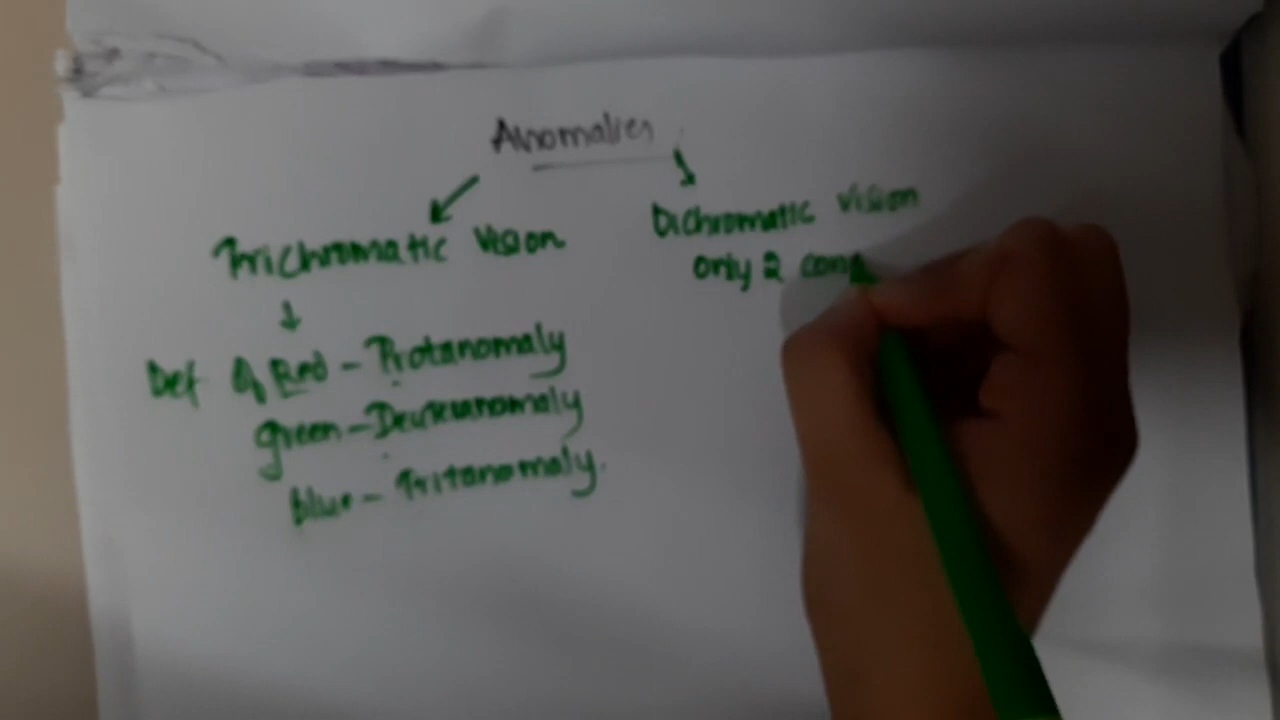 Anomalies
Trichromatic Vision
Def of Red - Protanomaly
green - Deuteranomaly
blue - Tritanomaly.
Dichromatic Vision
only 2 cone